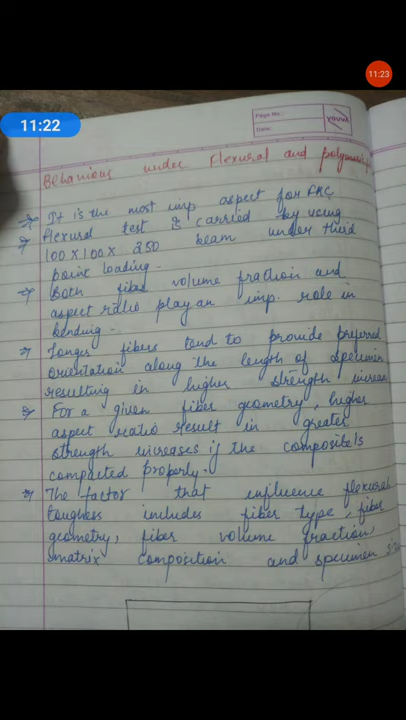 11:23
11:22
Page No.:
Date:
YOUVA
Behaviour under flexural and
→ It is the most imp aspect for FRC
→ flexural test is carried by using
100 X 100 X 350 beam under third
point loading.
→ Both fiber volume fraction and
aspect ratio play an imp. role in
bending.
→ Longer fibers tend to provide preferred
orientation along the length of specimen
resulting in higher strength increase
→ For a given fiber geometry, higher
aspect ratio result in greater
strength increases if the composite is
compacted properly.
→ The factor that influence flexural
toughness includes fiber type, fiber
geometry, fiber volume fraction,
matrix composition and specimen